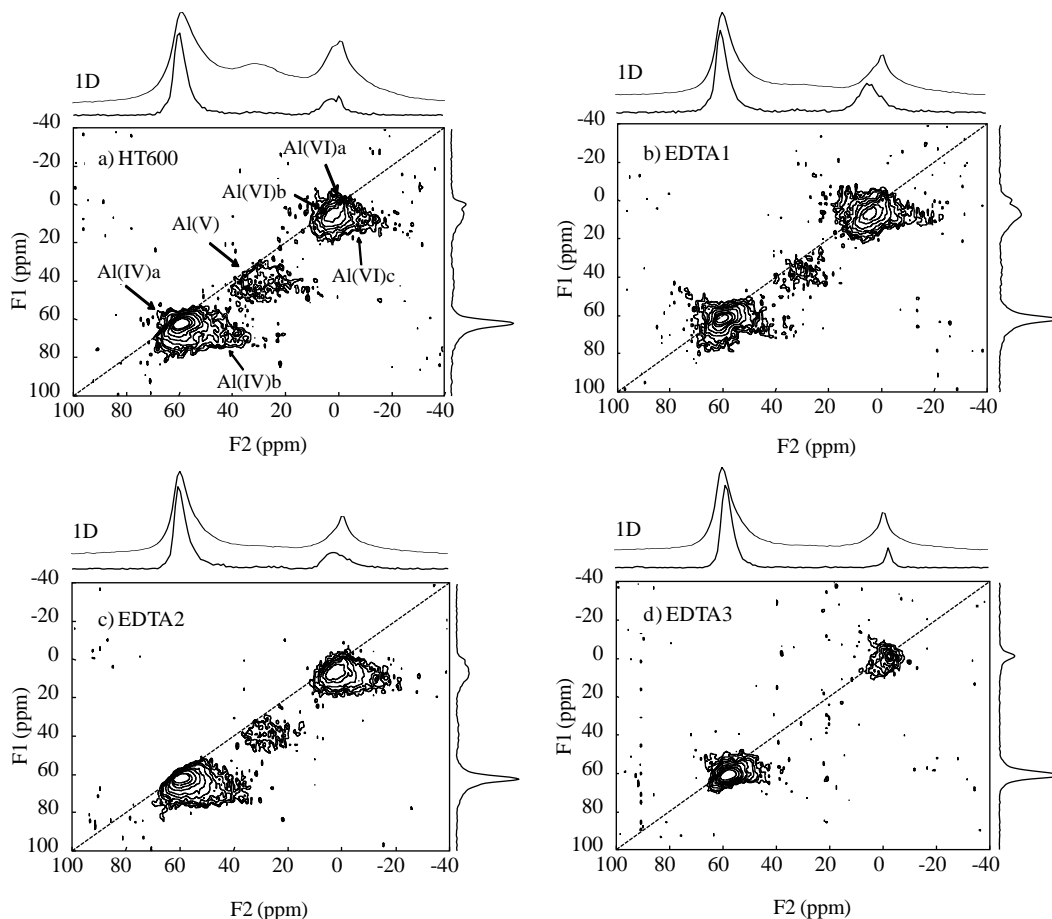 1D
-40
-20
0
20
40
60
80
100
F1 (ppm)
a) HT600
Al(VI)a
Al(VI)b
Al(V)
Al(IV)a
Al(VI)c
Al(IV)b
100 80 60 40 20 0 -20 -40
F2 (ppm)
1D
-40
-20
0
20
40
60
80
100
F1 (ppm)
b) EDTA1
100 80 60 40 20 0 -20 -40
F2 (ppm)
1D
-40
-20
0
20
40
60
80
100
F1 (ppm)
c) EDTA2
100 80 60 40 20 0 -20 -40
F2 (ppm)
1D
-40
-20
0
20
40
60
80
100
F1 (ppm)
d) EDTA3
100 80 60 40 20 0 -20 -40
F2 (ppm)